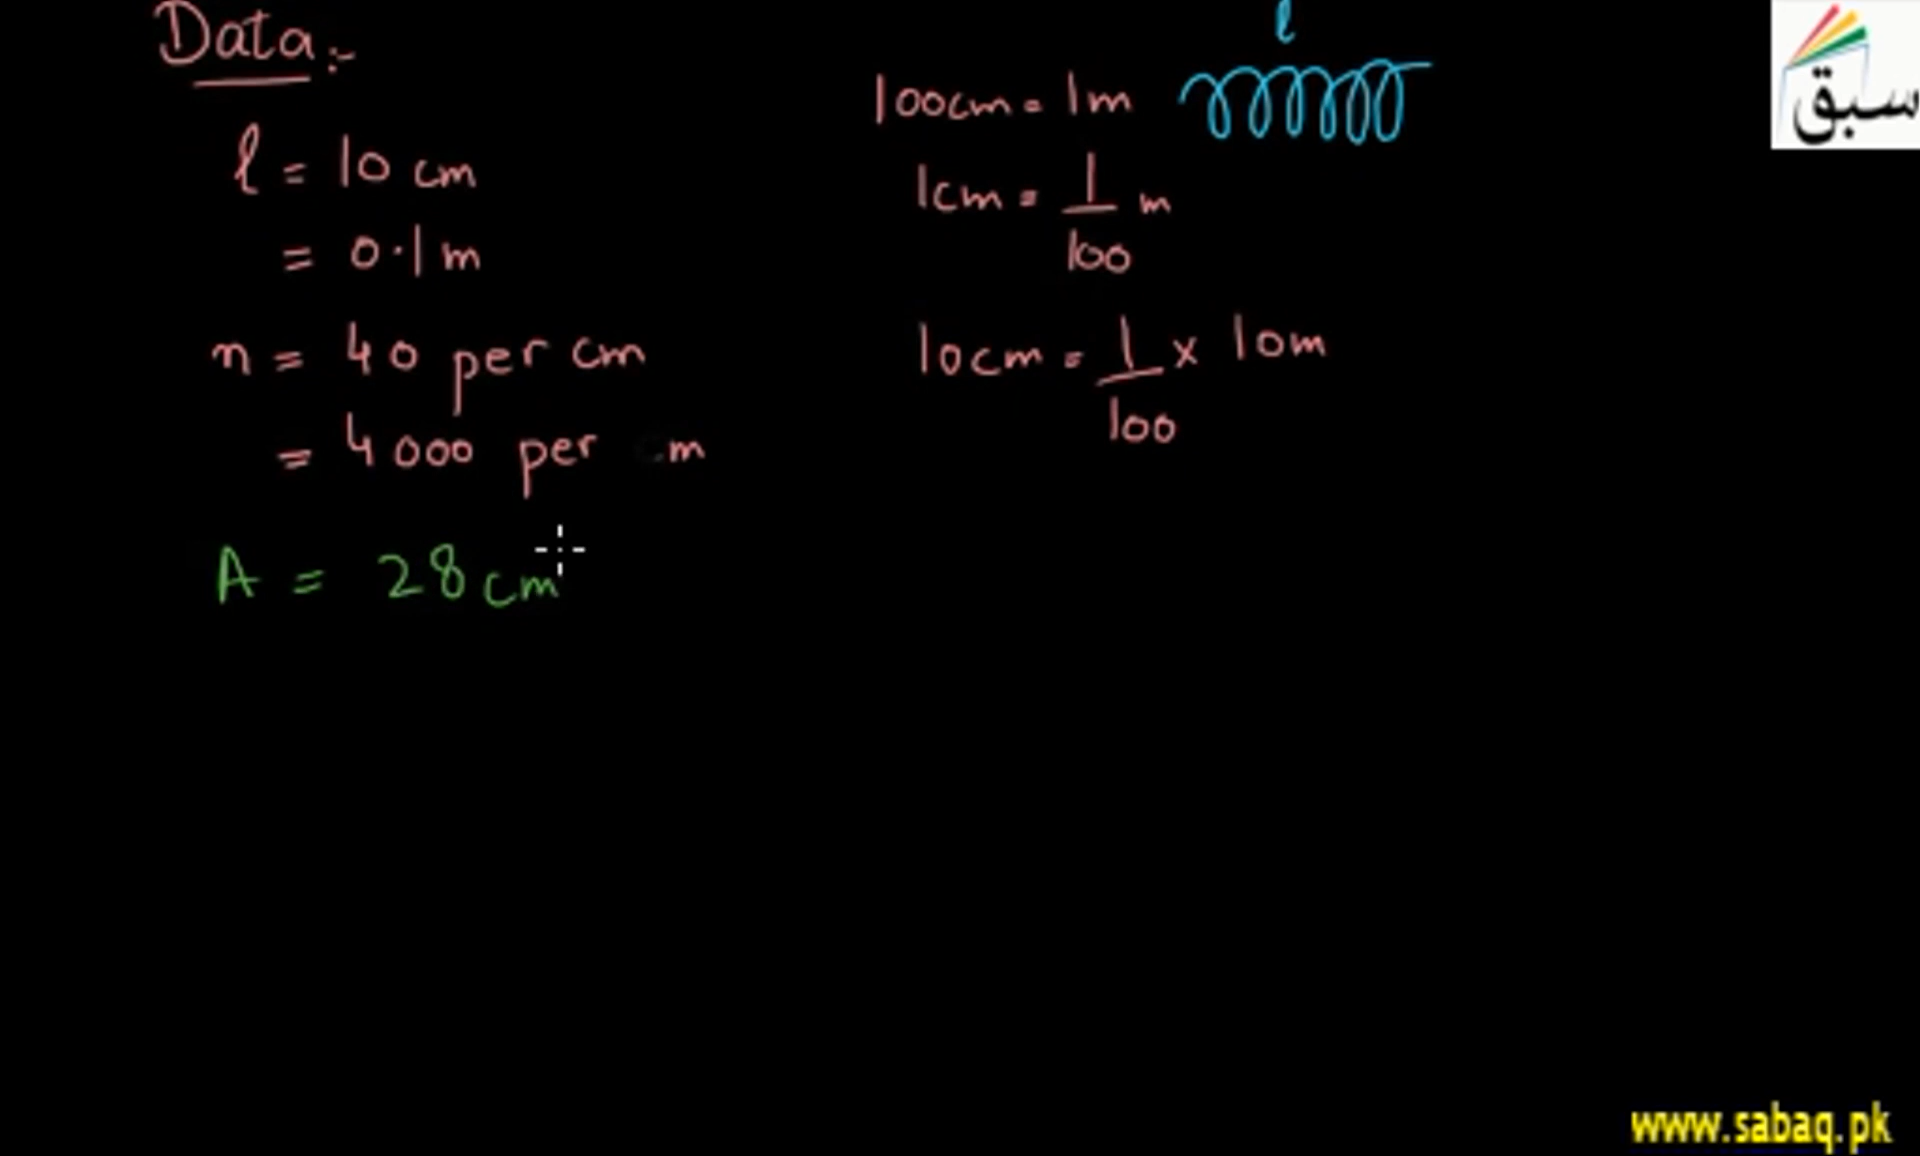 Data:-
l = 10 cm
= 0.1 m
n = 40 per cm
= 4000 per m
A = 28 cm
l
100cm = 1m
1cm = 1/100 m
10cm = 1/100 x 10m
سبق
www.sabaq.pk